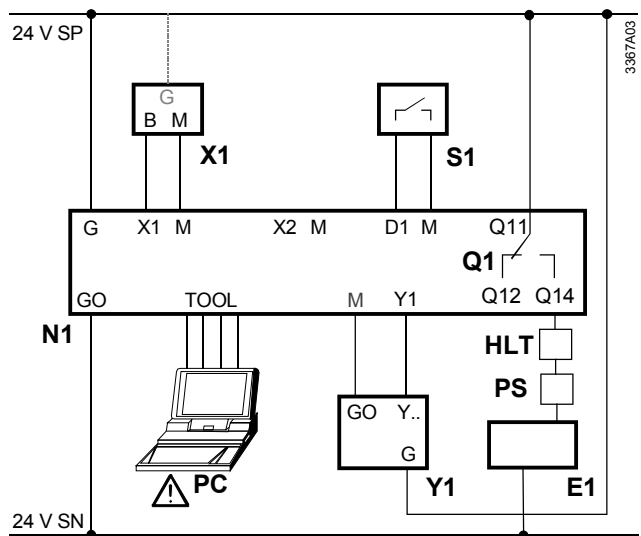 24 V SP
3367A03
G
B M
X1
S1
G X1 M X2 M D1 M Q11
Q1
GO TOOL M Y1 Q12 Q14
N1
HLT
PS
GO Y..
G
PC
Y1
E1
24 V SN